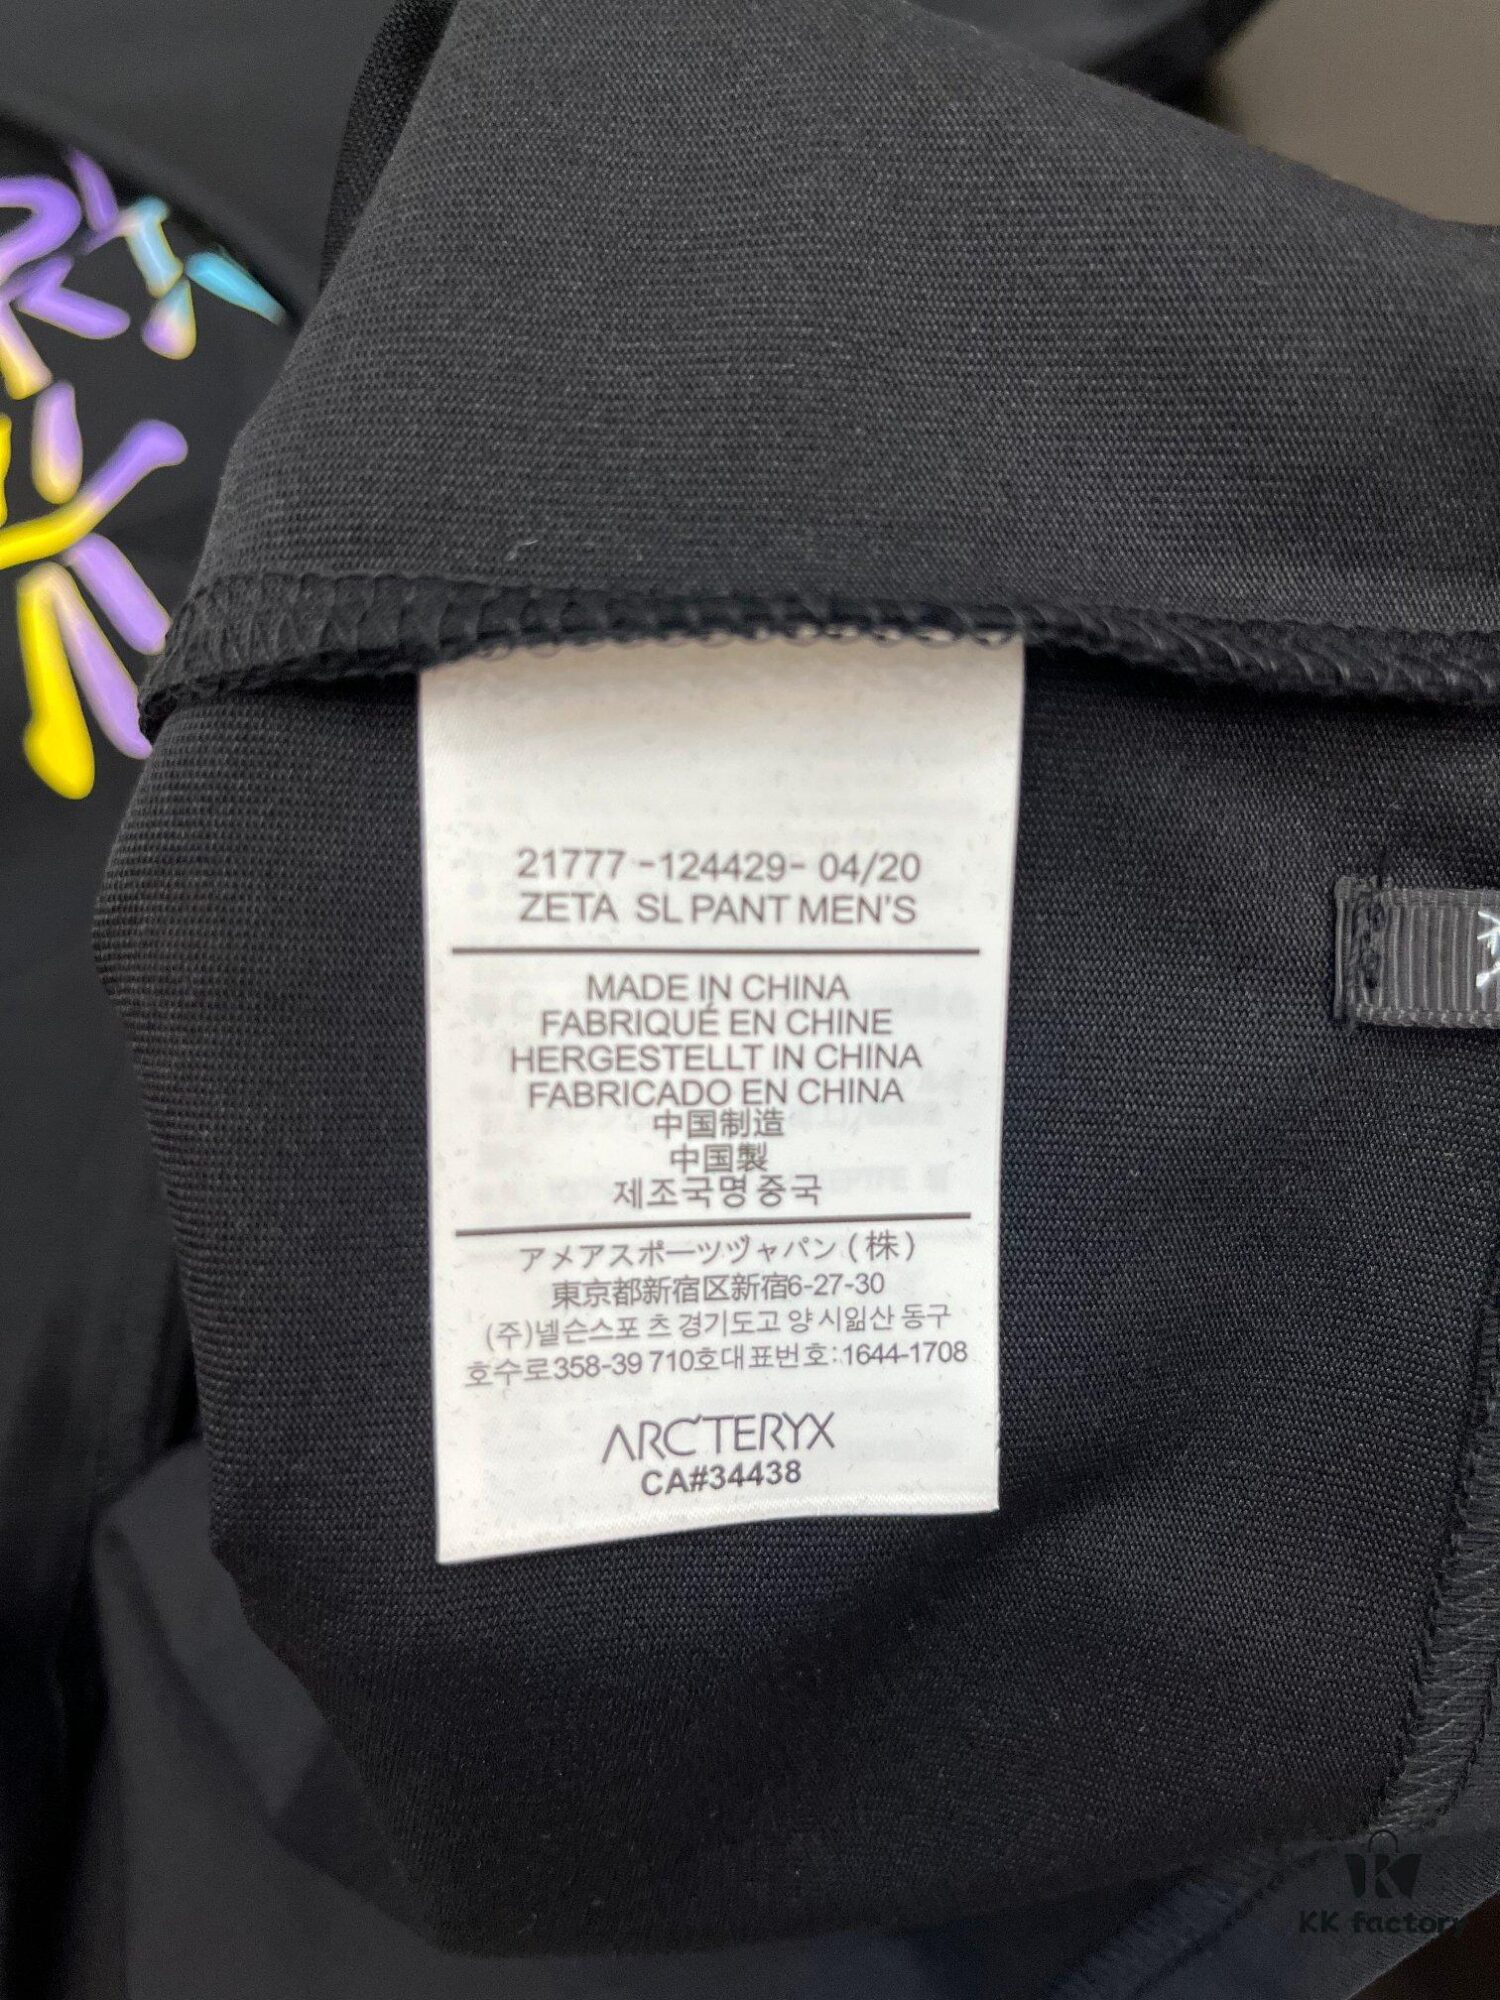 21777 -124429- 04/20
ZETA SL PANT MEN'S
MADE IN CHINA
FABRIQUÉ EN CHINE
HERGESTELLT IN CHINA
FABRICADO EN CHINA
中国制造
中国製
제조국명중국
アメアスポーツヅャパン(株)
東京都新宿区新宿6-27-30
(주)넬슨스포 츠 경기도고 양 시일산 동구
호수로358-39 710호대표번호:1644-1708
ARC'TERYX
CA#34438
KK factory